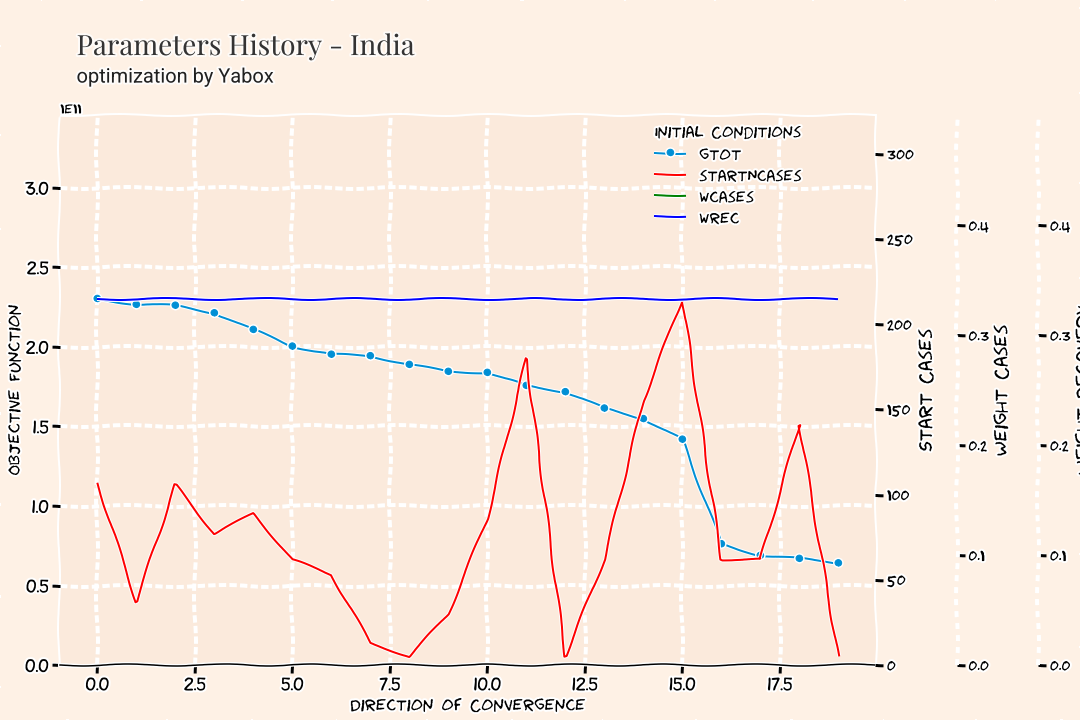 Parameters History - India
optimization by Yabox
1E11
INITIAL CONDITIONS
GTOT
STARTNCASES
WCASES
WREC
3.0
2.5
2.0
1.5
1.0
0.5
0.0
OBJECTIVE FUNCTION
0.0 2.5 5.0 7.5 10.0 12.5 15.0 17.5
DIRECTION OF CONVERGENCE
300
250
200
150
100
50
0
START CASES
0.4
0.3
0.2
0.1
0.0
WEIGHT CASES
0.4
0.3
0.2
0.1
0.0